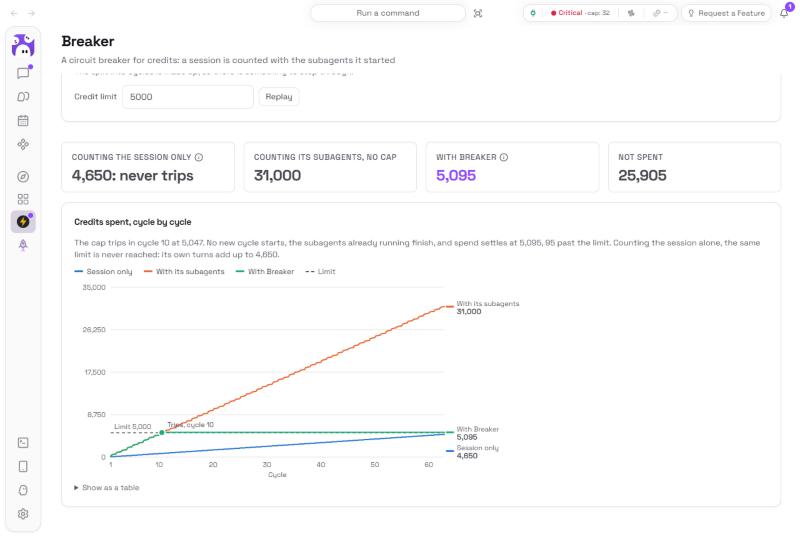 Run a command
Critical · cap: 32
Request a Feature
1
Breaker
A circuit breaker for credits: a session is counted with the subagents it started
Credit limit
5000
Replay
COUNTING THE SESSION ONLY
4,650: never trips
COUNTING ITS SUBAGENTS, NO CAP
31,000
WITH BREAKER
5,095
NOT SPENT
25,905
Credits spent, cycle by cycle
The cap trips in cycle 10 at 5,047. No new cycle starts, the subagents already running finish, and spend settles at 5,095, 95 past the limit. Counting the session alone, the same
limit is never reached: its own turns add up to 4,650.
Session only
With its subagents
With Breaker
Limit
35,000
26,250
17,500
8,750
0
Limit 5,000
Trips, cycle 10
With its subagents
31,000
With Breaker
5,095
Session only
4,650
1
10
20
30
40
50
60
Cycle
Show as a table